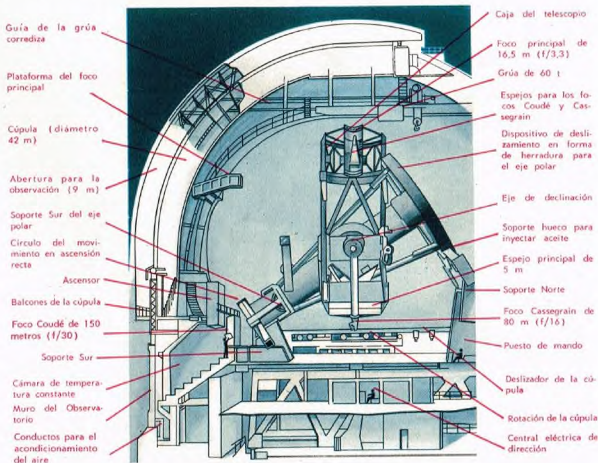 Guía de la grúa
corrediza
Plataforma del foco
principal
Cúpula (diámetro
42 m)
Abertura para la
observación (9 m)
Soporte Sur del eje
polar
Círculo del movi-
miento en ascensión
recta
Ascensor
Balcones de la cúpula
Foco Coudé de 150
metros (f/30)
Soporte Sur
Cámara de tempera-
tura constante
Muro del Observa-
torio
Conductos para el
acondicionamiento
del aire
Caja del telescopio
Foco principal de
16,5 m (f/3,3)
Grúa de 60 t
Espejos para los fo-
cos Coudé y Cas-
segrain
Dispositivo de desli-
zamiento en forma
de herradura para
el eje polar
Eje de declinación
Soporte hueco para
inyectar aceite
Espejo principal de
5 m
Soporte Norte
Foco Cassegrain de
80 m (f/16)
Puesto de mando
Deslizador de la cú-
pula
Rotación de la cúpula
Central eléctrica de
dirección